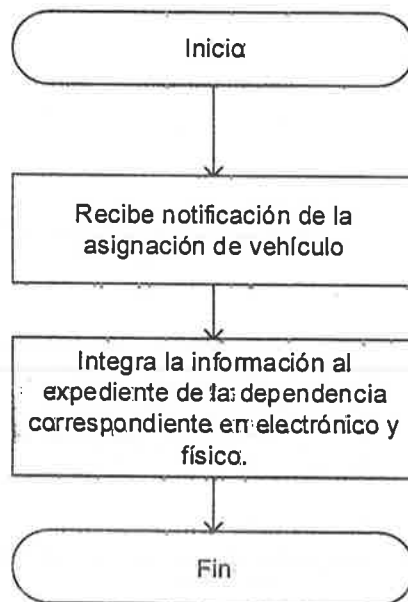 Inicia
Recibe notificación de la
asignación de vehículo
Integra la información al
expediente de la dependencia
correspondiente en electrónico y
físico.
Fin